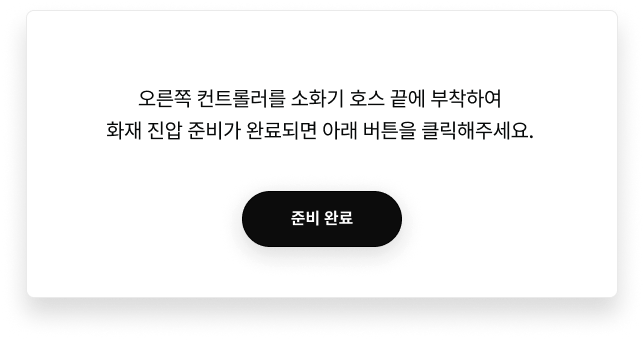 오른쪽 컨트롤러를 소화기 호스 끝에 부착하여
화재 진압 준비가 완료되면 아래 버튼을 클릭해주세요.
준비 완료